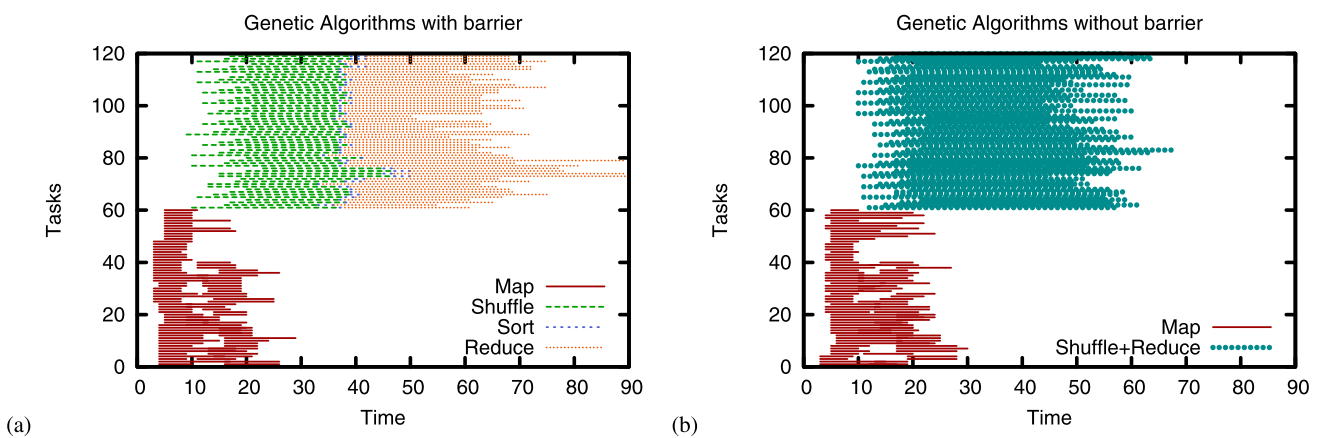 Genetic Algorithms with barrier
120
100
80
60
40
20
0
Tasks
Map
Shuffle
Sort
Reduce
0 10 20 30 40 50 60 70 80 90
Time
(a)
Genetic Algorithms without barrier
120
100
80
60
40
20
0
Tasks
Map
Shuffle+Reduce
0 10 20 30 40 50 60 70 80 90
Time
(b)